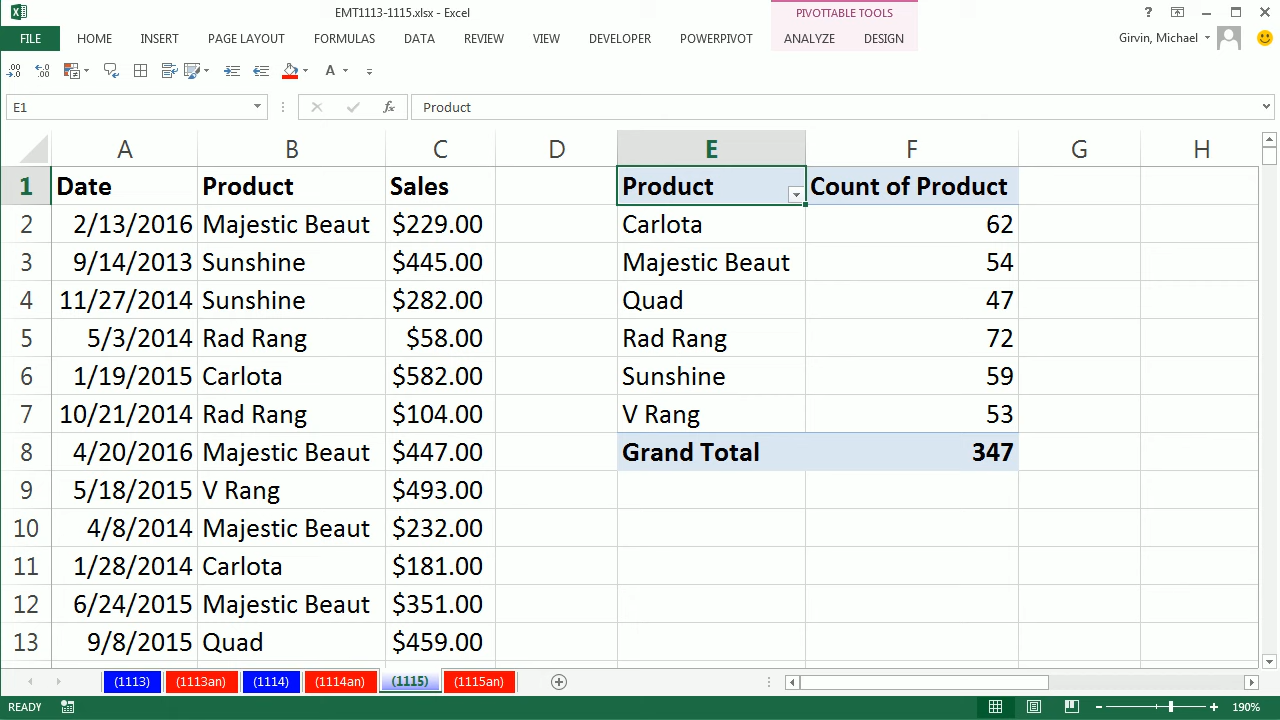 EMT1113-1115.xlsx - Excel
PIVOTTABLE TOOLS
?
FILE HOME INSERT PAGE LAYOUT FORMULAS DATA REVIEW VIEW DEVELOPER POWERPIVOT ANALYZE DESIGN Girvin, Michael
E1 fx Product
A B C D E F G H
1 Date Product Sales Product Count of Product
2 2/13/2016 Majestic Beaut $229.00 Carlota 62
3 9/14/2013 Sunshine $445.00 Majestic Beaut 54
4 11/27/2014 Sunshine $282.00 Quad 47
5 5/3/2014 Rad Rang $58.00 Rad Rang 72
6 1/19/2015 Carlota $582.00 Sunshine 59
7 10/21/2014 Rad Rang $104.00 V Rang 53
8 4/20/2016 Majestic Beaut $447.00 Grand Total 347
9 5/18/2015 V Rang $493.00
10 4/8/2014 Majestic Beaut $232.00
11 1/28/2014 Carlota $181.00
12 6/24/2015 Majestic Beaut $351.00
13 9/8/2015 Quad $459.00
(1113) (1113an) (1114) (1114an) (1115) (1115an)
READY 190%